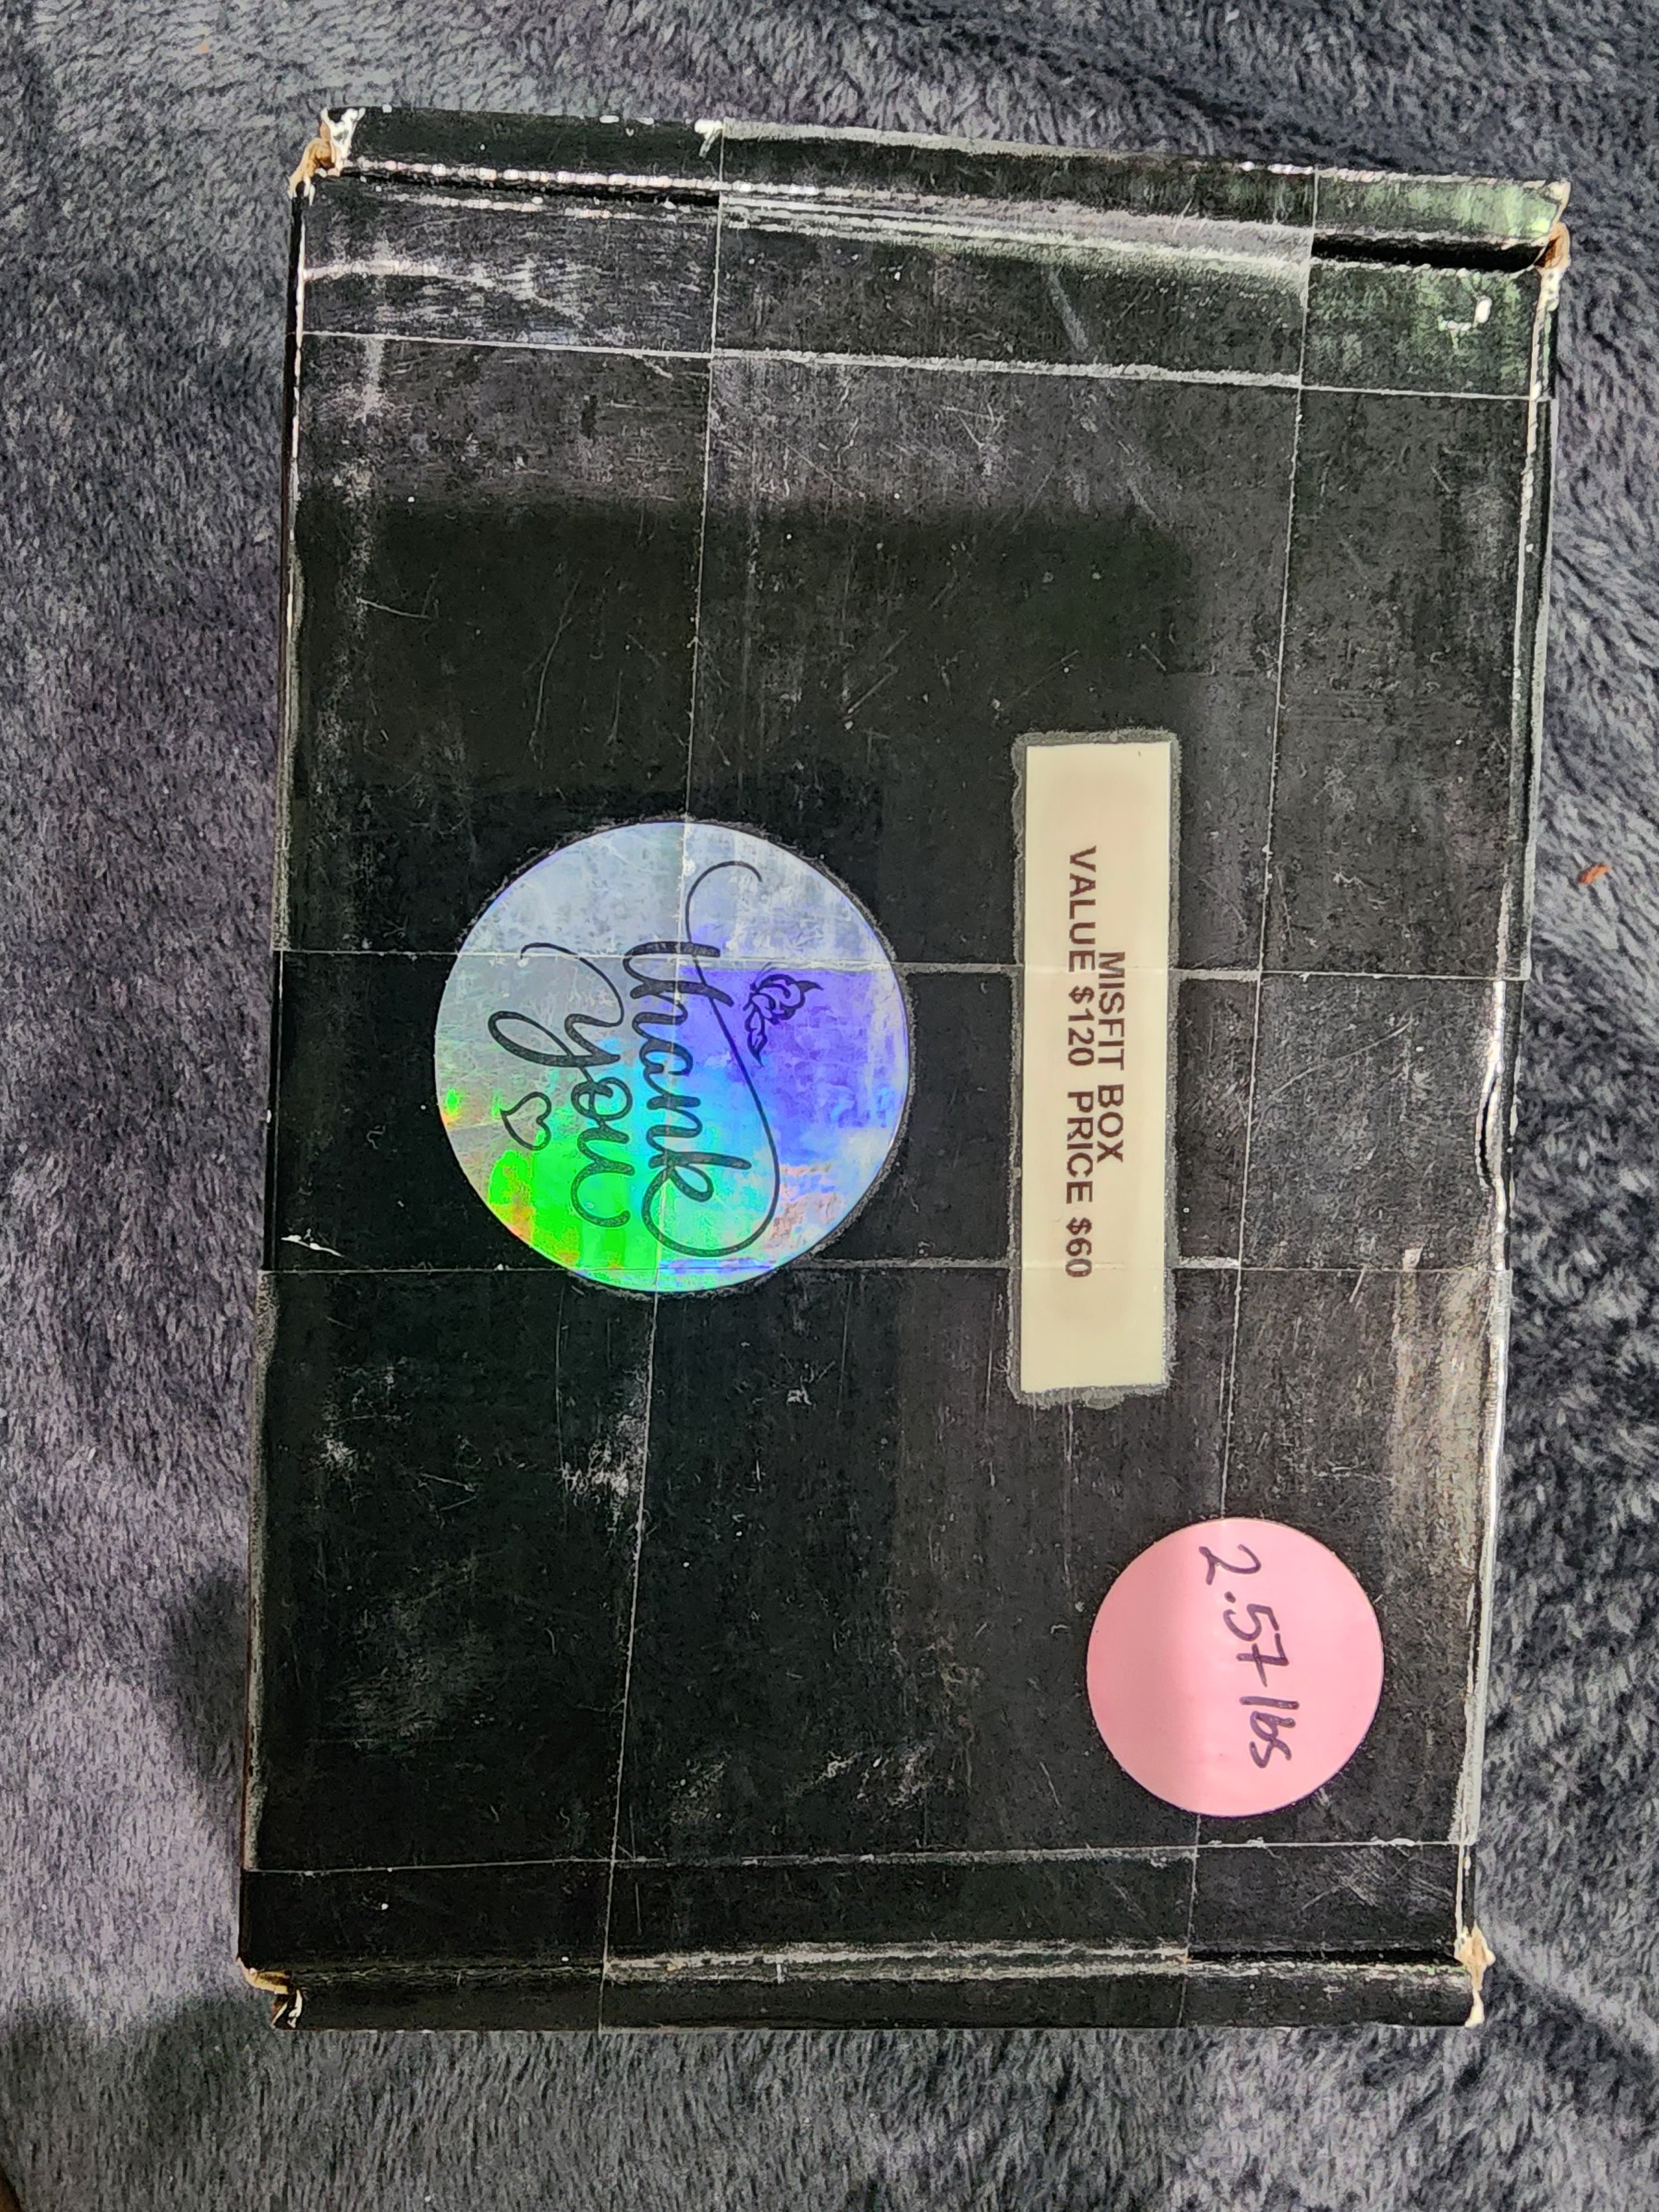 MISFIT BOX
VALUE $120 PRICE $60
Thank
you
2.57 lbs